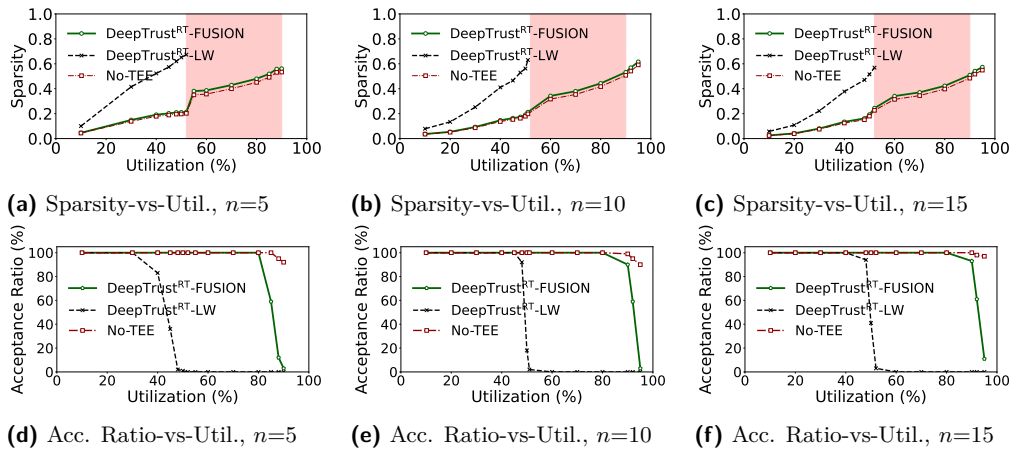 1.0
0.8
0.6
0.4
0.2
0.0
Sparsity
DeepTrust^RT-FUSION
DeepTrust^RT-LW
No-TEE
0 20 40 60 80 100
Utilization (%)
(a) Sparsity-vs-Util., n=5
1.0
0.8
0.6
0.4
0.2
0.0
Sparsity
DeepTrust^RT-FUSION
DeepTrust^RT-LW
No-TEE
0 20 40 60 80 100
Utilization (%)
(b) Sparsity-vs-Util., n=10
1.0
0.8
0.6
0.4
0.2
0.0
Sparsity
DeepTrust^RT-FUSION
DeepTrust^RT-LW
No-TEE
0 20 40 60 80 100
Utilization (%)
(c) Sparsity-vs-Util., n=15
100
80
60
40
20
0
Acceptance Ratio (%)
DeepTrust^RT-FUSION
DeepTrust^RT-LW
No-TEE
0 20 40 60 80 100
Utilization (%)
(d) Acc. Ratio-vs-Util., n=5
100
80
60
40
20
0
Acceptance Ratio (%)
DeepTrust^RT-FUSION
DeepTrust^RT-LW
No-TEE
0 20 40 60 80 100
Utilization (%)
(e) Acc. Ratio-vs-Util., n=10
100
80
60
40
20
0
Acceptance Ratio (%)
DeepTrust^RT-FUSION
DeepTrust^RT-LW
No-TEE
0 20 40 60 80 100
Utilization (%)
(f) Acc. Ratio-vs-Util., n=15